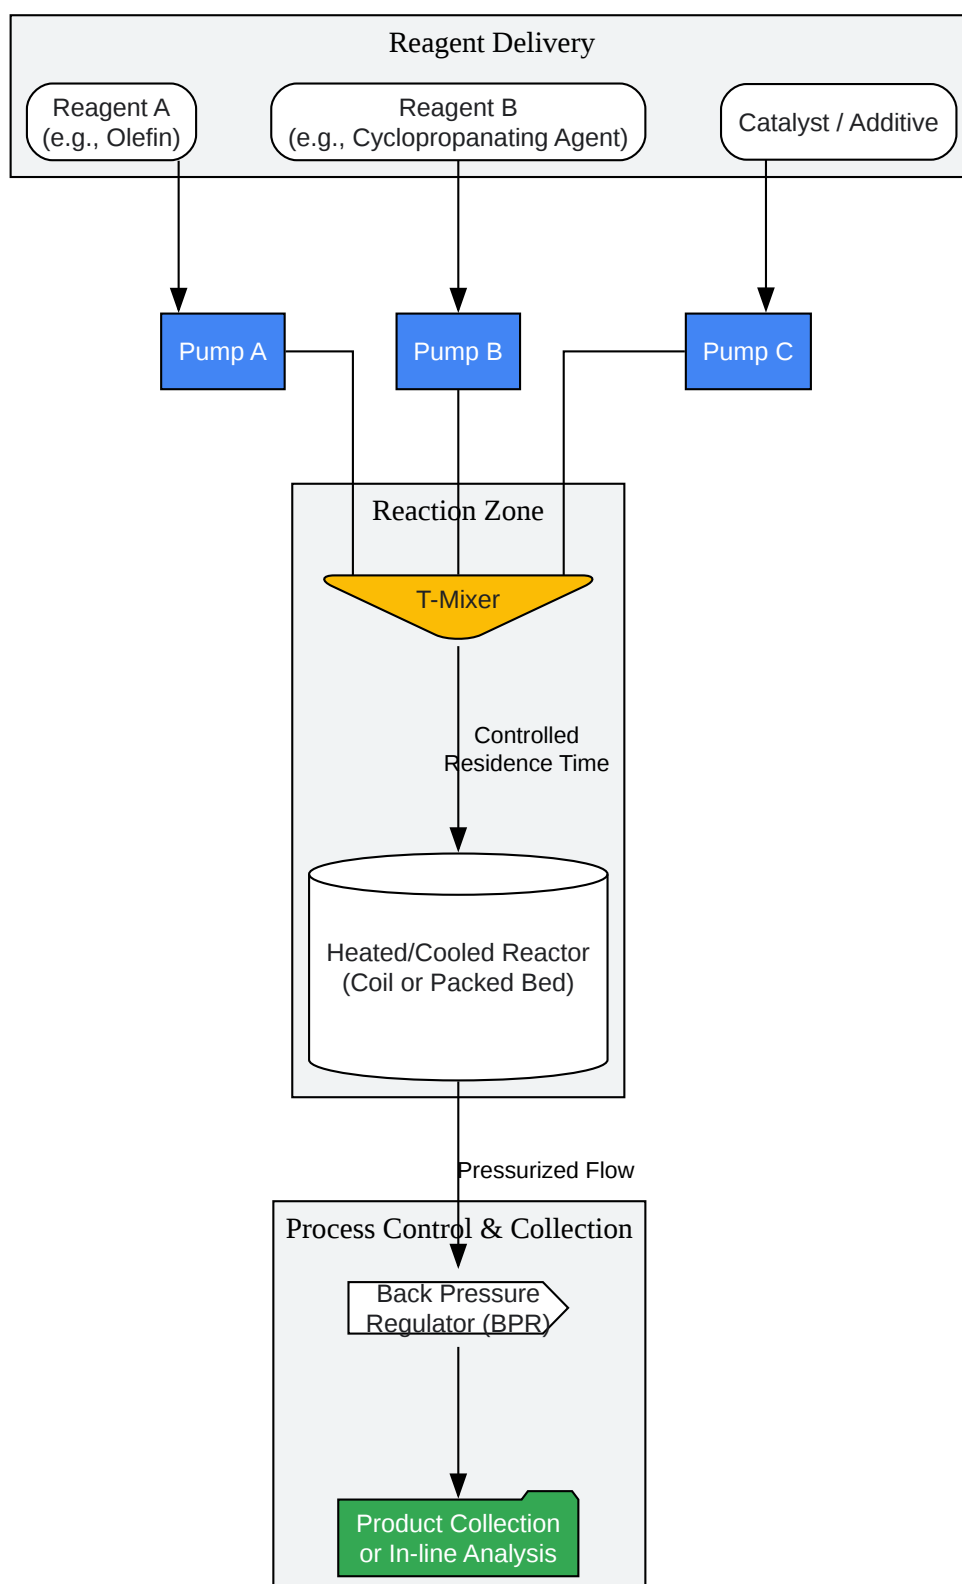 Reagent Delivery
Reagent A
(e.g., Olefin)
Reagent B
(e.g., Cyclopropanating Agent)
Catalyst / Additive
Pump A
Pump B
Pump C
Reaction Zone
T-Mixer
Controlled
Residence Time
Heated/Cooled Reactor
(Coil or Packed Bed)
Pressurized Flow
Process Control & Collection
Back Pressure
Regulator (BPR)
Product Collection
or In-line Analysis